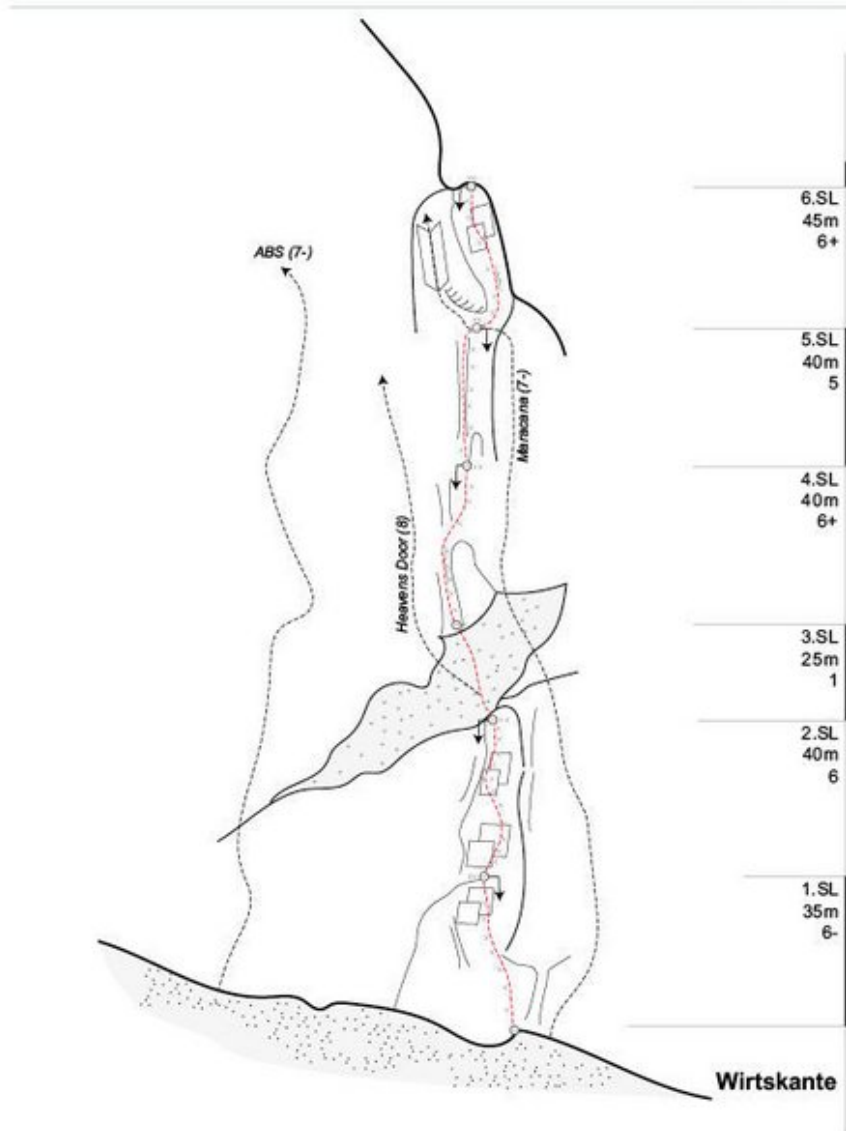 6.SL
45m
6+
ABS (7-)
5.SL
40m
5
Maracana (7-)
4.SL
40m
6+
Heavens Door (8)
3.SL
25m
1
2.SL
40m
6
1.SL
35m
6-
Wirtskante